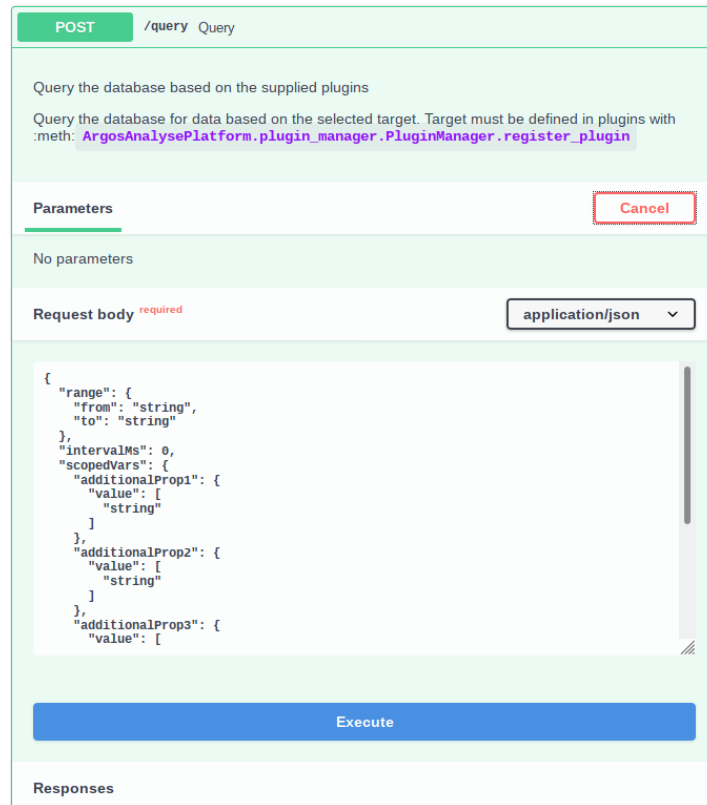 POST /query Query
Query the database based on the supplied plugins
Query the database for data based on the selected target. Target must be defined in plugins with
:meth: ArgosAnalysePlatform.plugin_manager.PluginManager.register_plugin
Parameters Cancel
No parameters
Request body required application/json
{
  "range": {
    "from": "string",
    "to": "string"
  },
  "intervalMs": 0,
  "scopedVars": {
    "additionalProp1": {
      "value": [
        "string"
      ]
    },
    "additionalProp2": {
      "value": [
        "string"
      ]
    },
    "additionalProp3": {
      "value": [
Execute
Responses